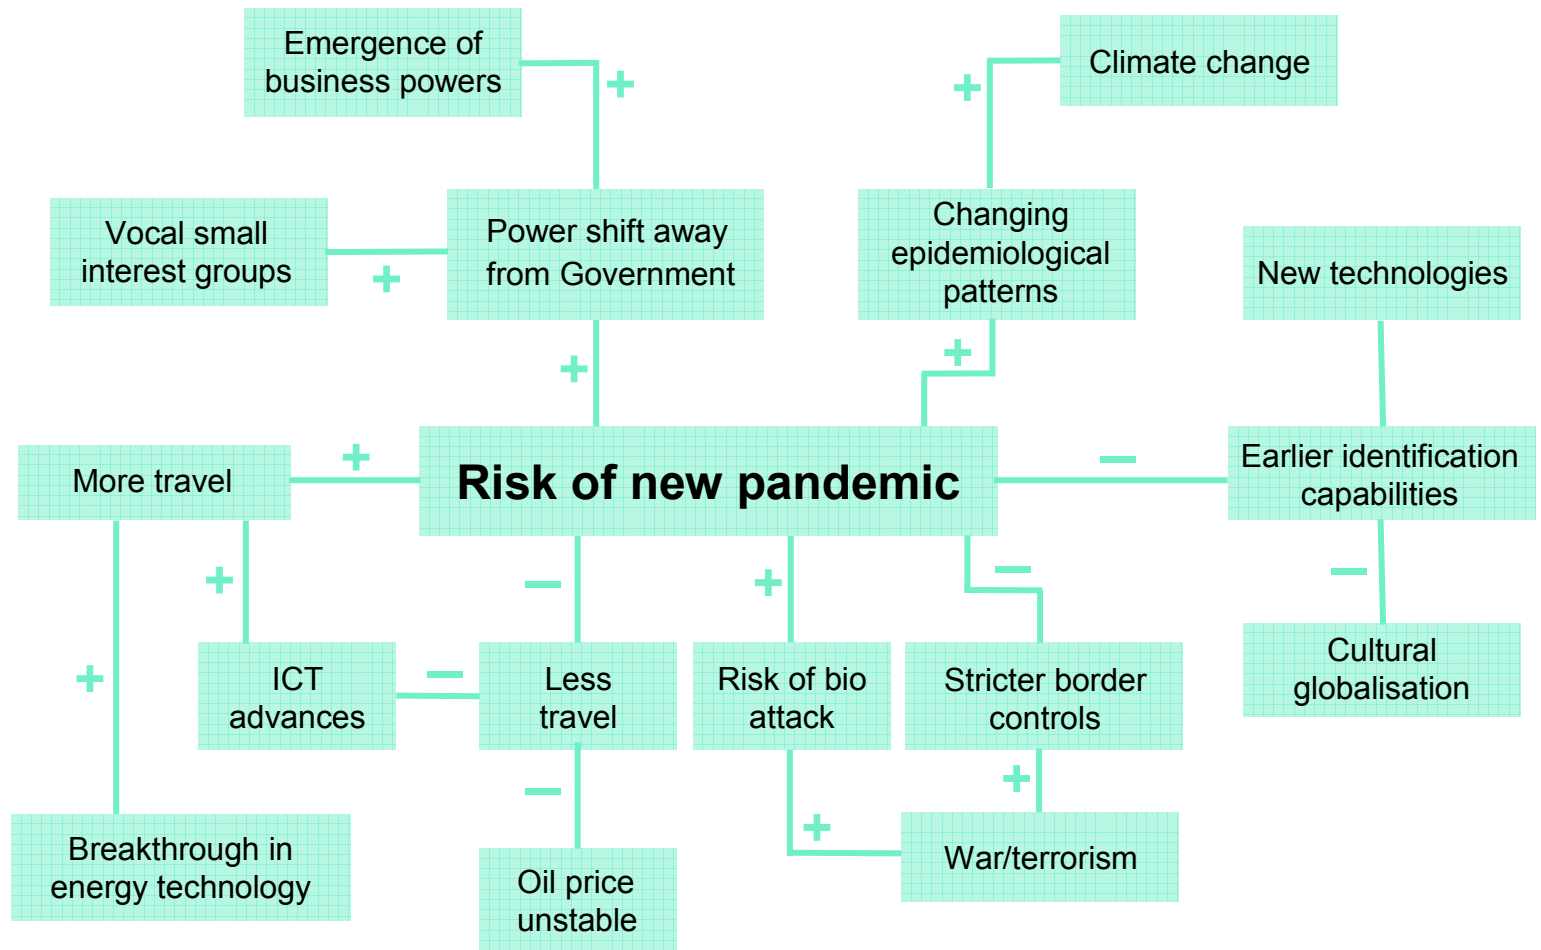 Emergence of
business powers
+
Climate change
+
Vocal small
interest groups
+
Power shift away
from Government
Changing
epidemiological
patterns
New technologies
+
+
More travel
+
Risk of new pandemic
–
Earlier identification
capabilities
+
–
+
–
–
ICT
advances
–
Less
travel
Risk of bio
attack
Stricter border
controls
Cultural
globalisation
+
–
+
+
Breakthrough in
energy technology
Oil price
unstable
War/terrorism